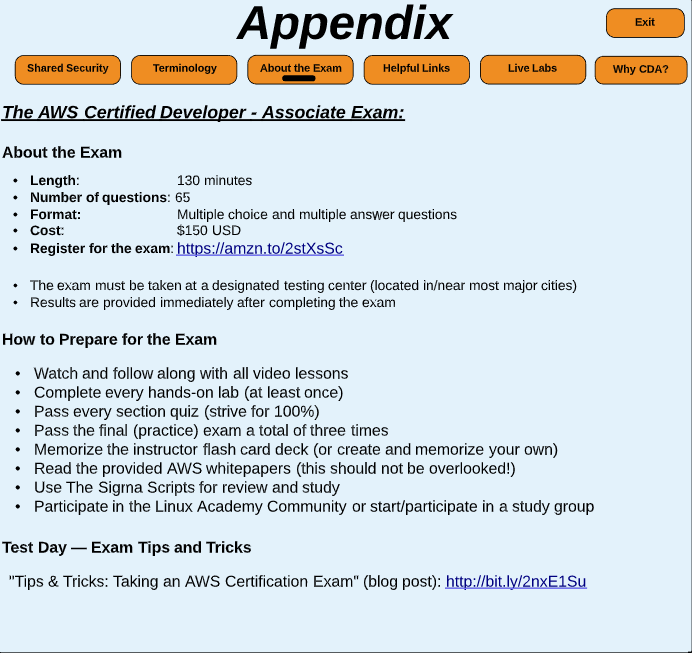 Appendix
Exit
Shared Security
Terminology
About the Exam
Helpful Links
Live Labs
Why CDA?
The AWS Certified Developer - Associate Exam:
About the Exam
• Length: 130 minutes
• Number of questions: 65
• Format: Multiple choice and multiple answer questions
• Cost: $150 USD
• Register for the exam: https://amzn.to/2stXsSc
• The exam must be taken at a designated testing center (located in/near most major cities)
• Results are provided immediately after completing the exam
How to Prepare for the Exam
• Watch and follow along with all video lessons
• Complete every hands-on lab (at least once)
• Pass every section quiz (strive for 100%)
• Pass the final (practice) exam a total of three times
• Memorize the instructor flash card deck (or create and memorize your own)
• Read the provided AWS whitepapers (this should not be overlooked!)
• Use The Sigma Scripts for review and study
• Participate in the Linux Academy Community or start/participate in a study group
Test Day — Exam Tips and Tricks
"Tips & Tricks: Taking an AWS Certification Exam" (blog post): http://bit.ly/2nxE1Su